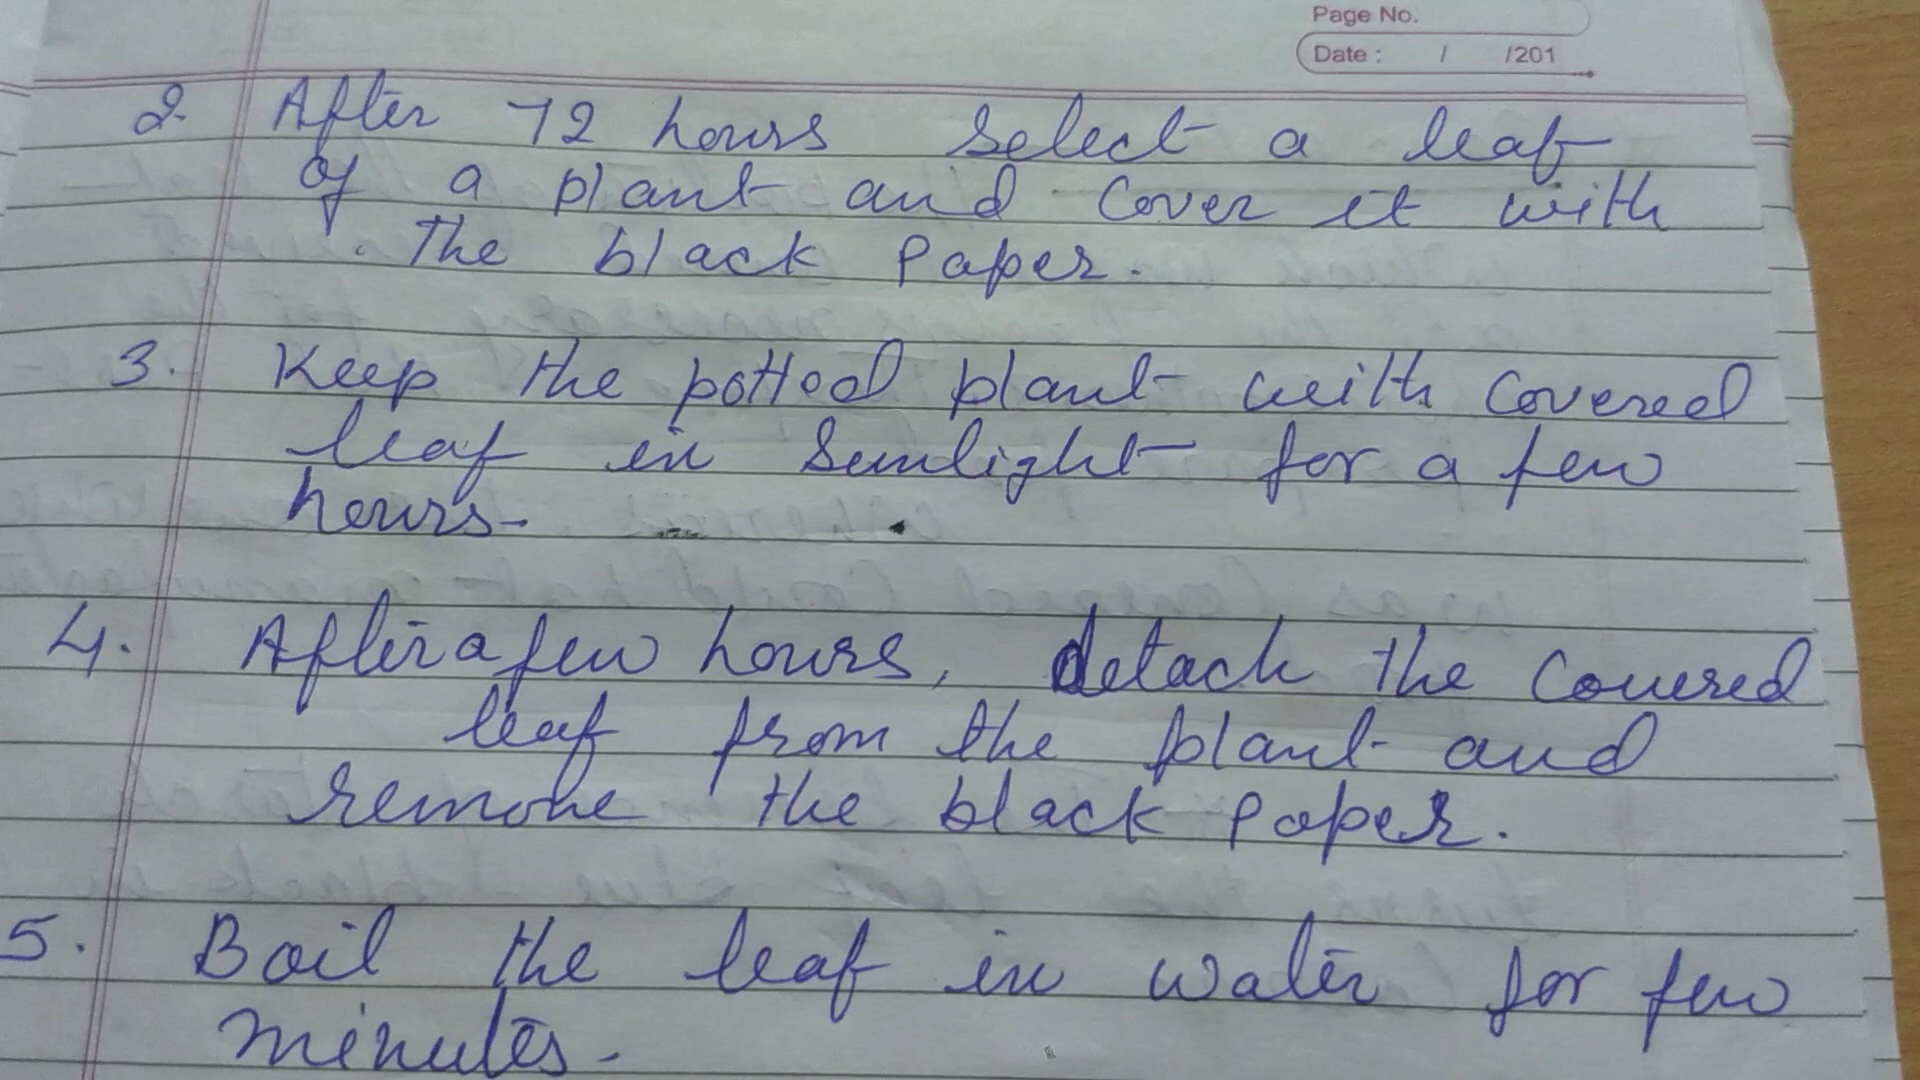 Page No.
Date : / /201
2. After 72 hours select a leaf
of a plant and cover it with
. The black Paper.
3. Keep the potted plant with covered
leaf in Sunlight for a few
hours.
4. After a few hours, detach the Covered
leaf from the plant and
remove the black Paper.
5. Boil the leaf in water for few
minutes.